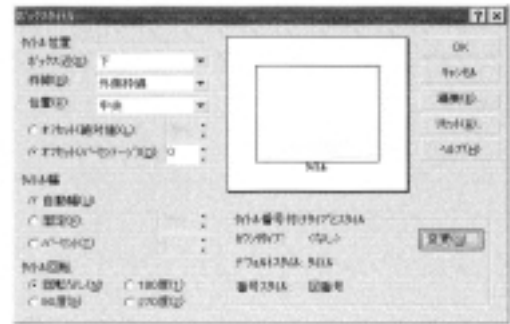 ボックスタイトル
タイトル位置
ボックス辺(B): 下
枠線(R): 外側枠線
位置(P): 中央
オフセット(絶対値)(X):
オフセット(パーセンテージ)(O): 0
タイトル
タイトル幅
自動幅(U)
固定(F):
パーセント(E):
タイトル回転
回転なし(N)
180度(1)
90度(9)
270度(2)
タイトル番号付けタイプとスタイル
カウンタタイプ: <なし>
デフォルトスタイル: タイトル
番号スタイル: 図番号
OK
キャンセル
編集(I)...
リセット(S)...
ヘルプ(H)
変更(G)...